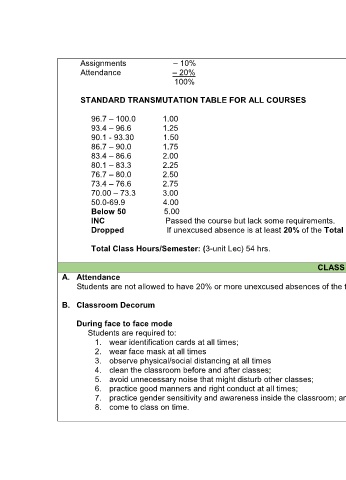 Assignments – 10%
Attendance – 20%
100%
STANDARD TRANSMUTATION TABLE FOR ALL COURSES
96.7 – 100.0 1.00
93.4 – 96.6 1.25
90.1 - 93.30 1.50
86.7 – 90.0 1.75
83.4 – 86.6 2.00
80.1 – 83.3 2.25
76.7 – 80.0 2.50
73.4 – 76.6 2.75
70.00 – 73.3 3.00
50.0-69.9 4.00
Below 50 5.00
INC Passed the course but lack some requirements.
Dropped If unexcused absence is at least 20% of the Total
Total Class Hours/Semester: (3-unit Lec) 54 hrs.
CLASS
A. Attendance
Students are not allowed to have 20% or more unexcused absences of the
B. Classroom Decorum
During face to face mode
Students are required to:
1. wear identification cards at all times;
2. wear face mask at all times
3. observe physical/social distancing at all times
4. clean the classroom before and after classes;
5. avoid unnecessary noise that might disturb other classes;
6. practice good manners and right conduct at all times;
7. practice gender sensitivity and awareness inside the classroom;
8. come to class on time.